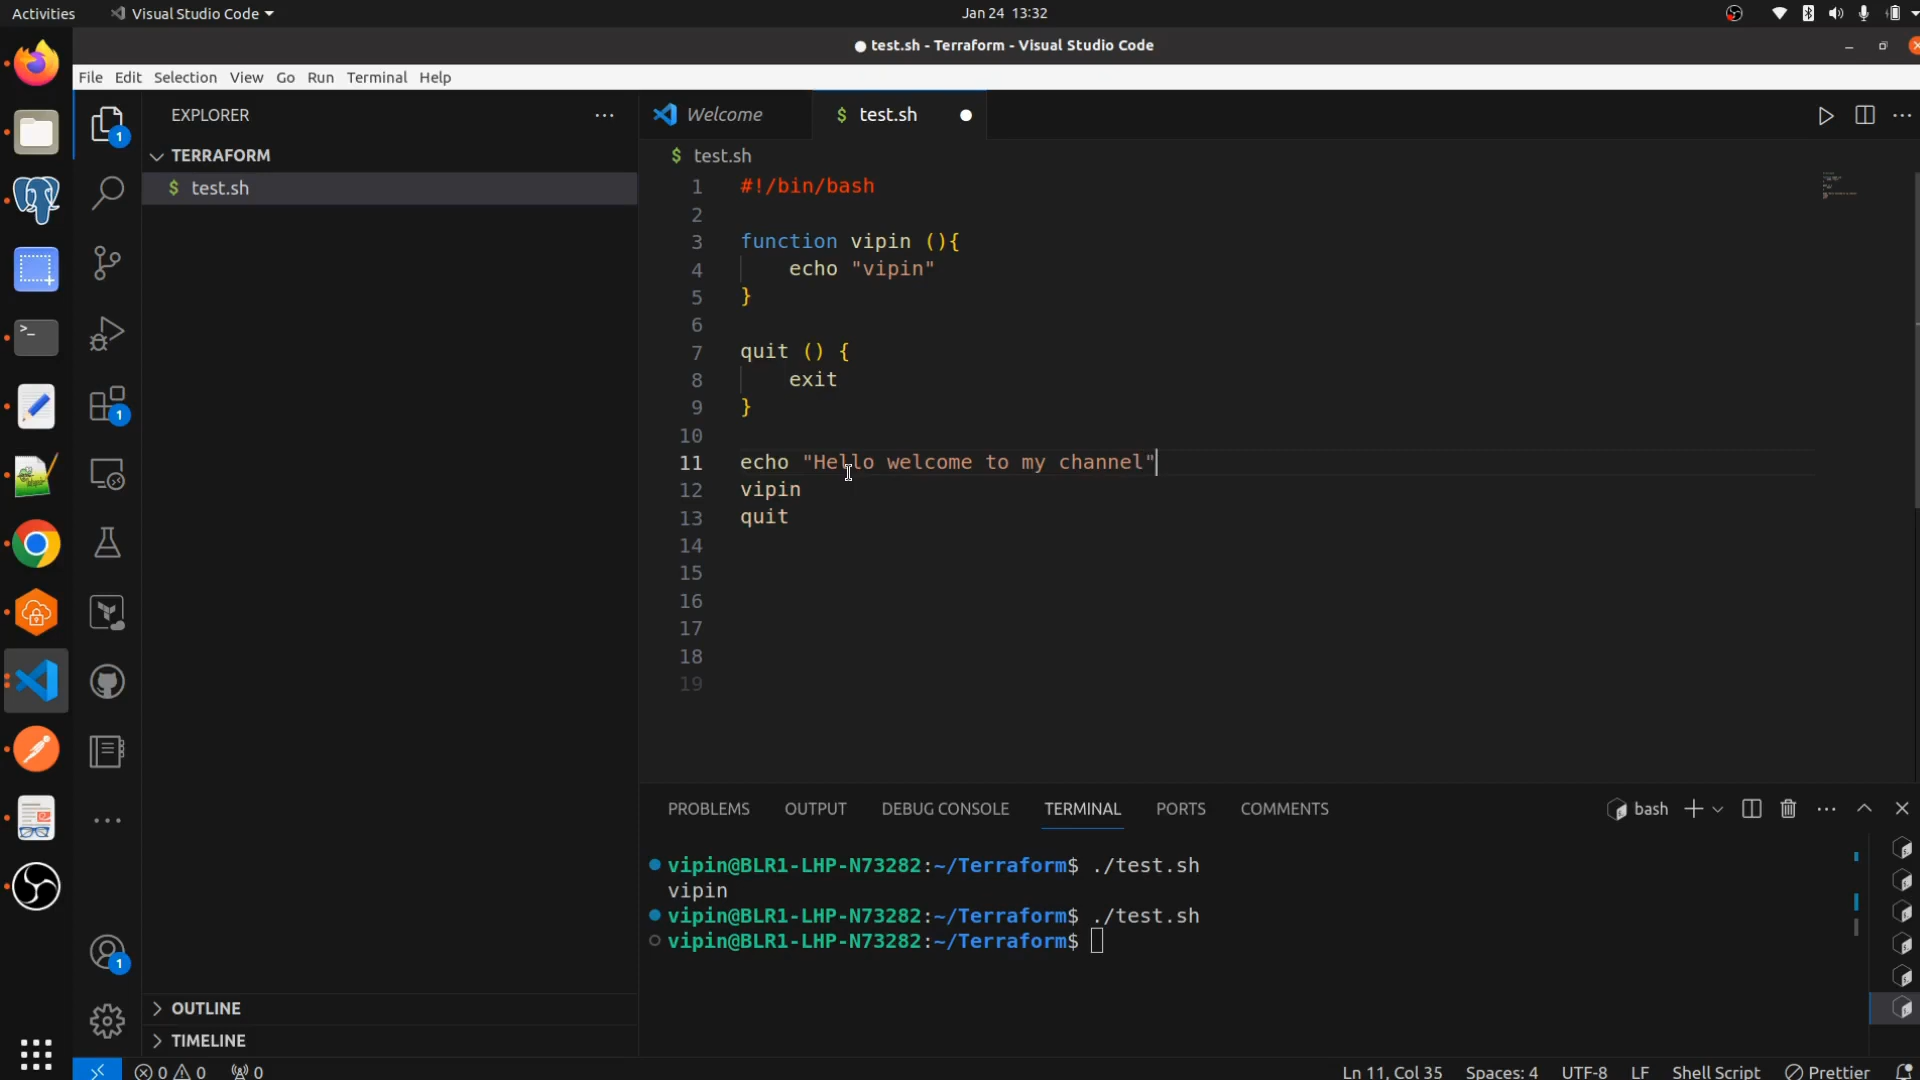 Activities
Visual Studio Code
Jan 24 13:32
test.sh - Terraform - Visual Studio Code
File Edit Selection View Go Run Terminal Help
EXPLORER
Welcome
$ test.sh
TERRAFORM
$ test.sh
$ test.sh
1 #!/bin/bash
2
3 function vipin (){
4 echo "vipin"
5 }
6
7 quit () {
8 exit
9 }
10
11 echo "Hello welcome to my channel"
12 vipin
13 quit
14
15
16
17
18
19
PROBLEMS OUTPUT DEBUG CONSOLE TERMINAL PORTS COMMENTS
bash
vipin@BLR1-LHP-N73282:~/Terraform$ ./test.sh
vipin
vipin@BLR1-LHP-N73282:~/Terraform$ ./test.sh
vipin@BLR1-LHP-N73282:~/Terraform$
1
1
1
OUTLINE
TIMELINE
0 0 0
Ln 11, Col 35 Spaces: 4 UTF-8 LF Shell Script Prettier